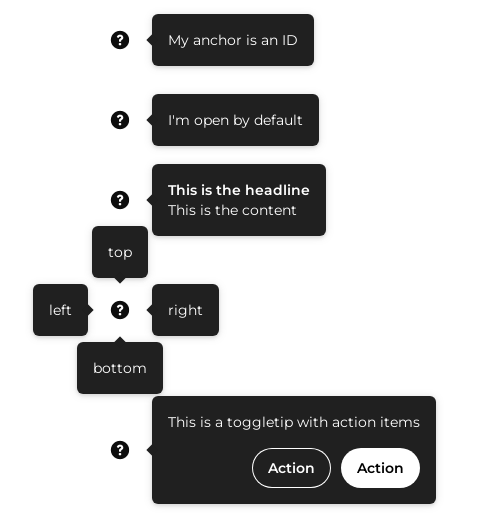 ?
My anchor is an ID
?
I'm open by default
?
This is the headline
This is the content
top
left
?
right
bottom
?
This is a toggletip with action items
Action
Action